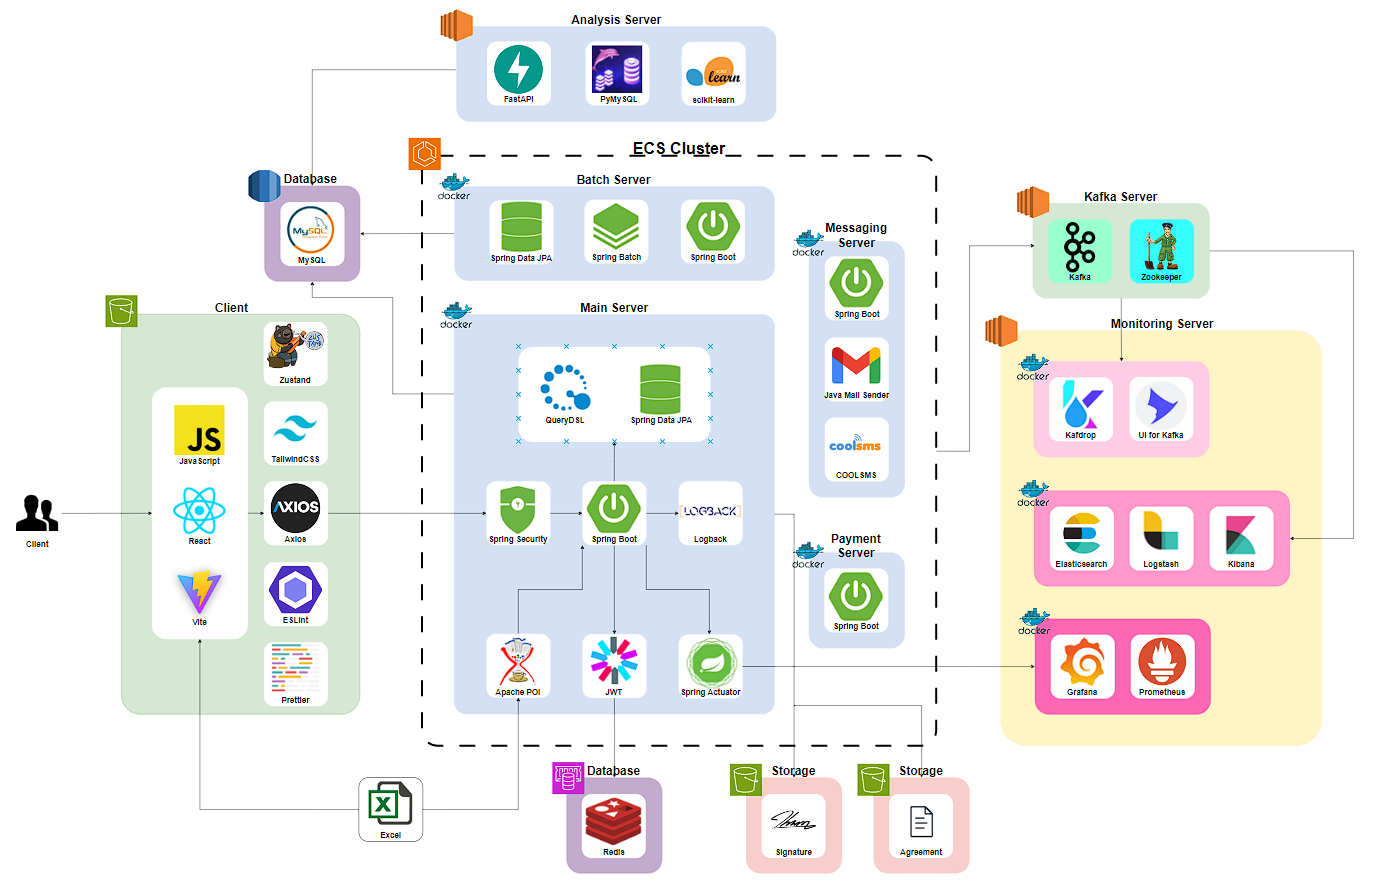 Analysis Server
FastAPI
PyMySQL
learn
scikit-learn
ECS Cluster
Database
MySQL
MySQL
docker
Batch Server
Spring Data JPA
Spring Batch
Spring Boot
docker
Messaging
Server
Spring Boot
Java Mail Sender
coolsms
COOLSMS
Kafka Server
Kafka
Zookeeper
Client
Zustand
JS
JavaScript
TailwindCSS
React
AXIOS
Axios
Vite
ESLint
Prettier
Client
docker
Main Server
QueryDSL
Spring Data JPA
Spring Security
Spring Boot
LOGBACK
Logback
Apache POI
JWT
Spring Actuator
docker
Payment
Server
Spring Boot
Monitoring Server
docker
Kafdrop
UI for Kafka
docker
Elasticsearch
Logstash
Kibana
docker
Grafana
Prometheus
X
Excel
Database
Redis
Storage
Signature
Storage
Agreement